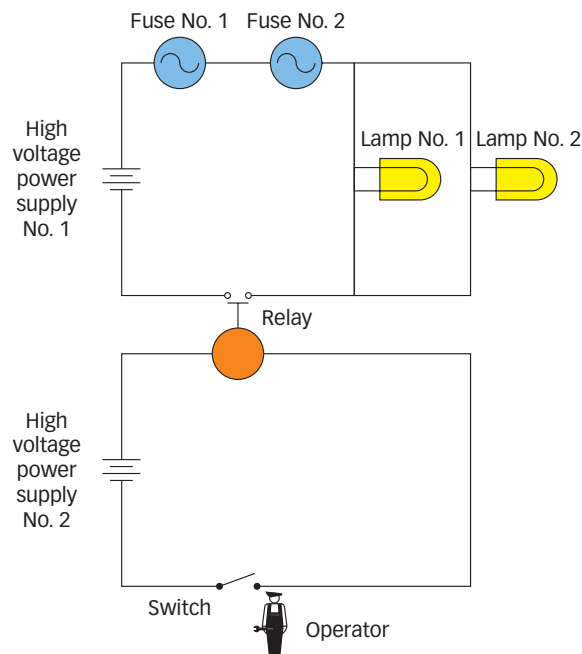 Fuse No. 1
Fuse No. 2
High
voltage
power
supply
No. 1
Lamp No. 1
Lamp No. 2
Relay
High
voltage
power
supply
No. 2
Switch
Operator